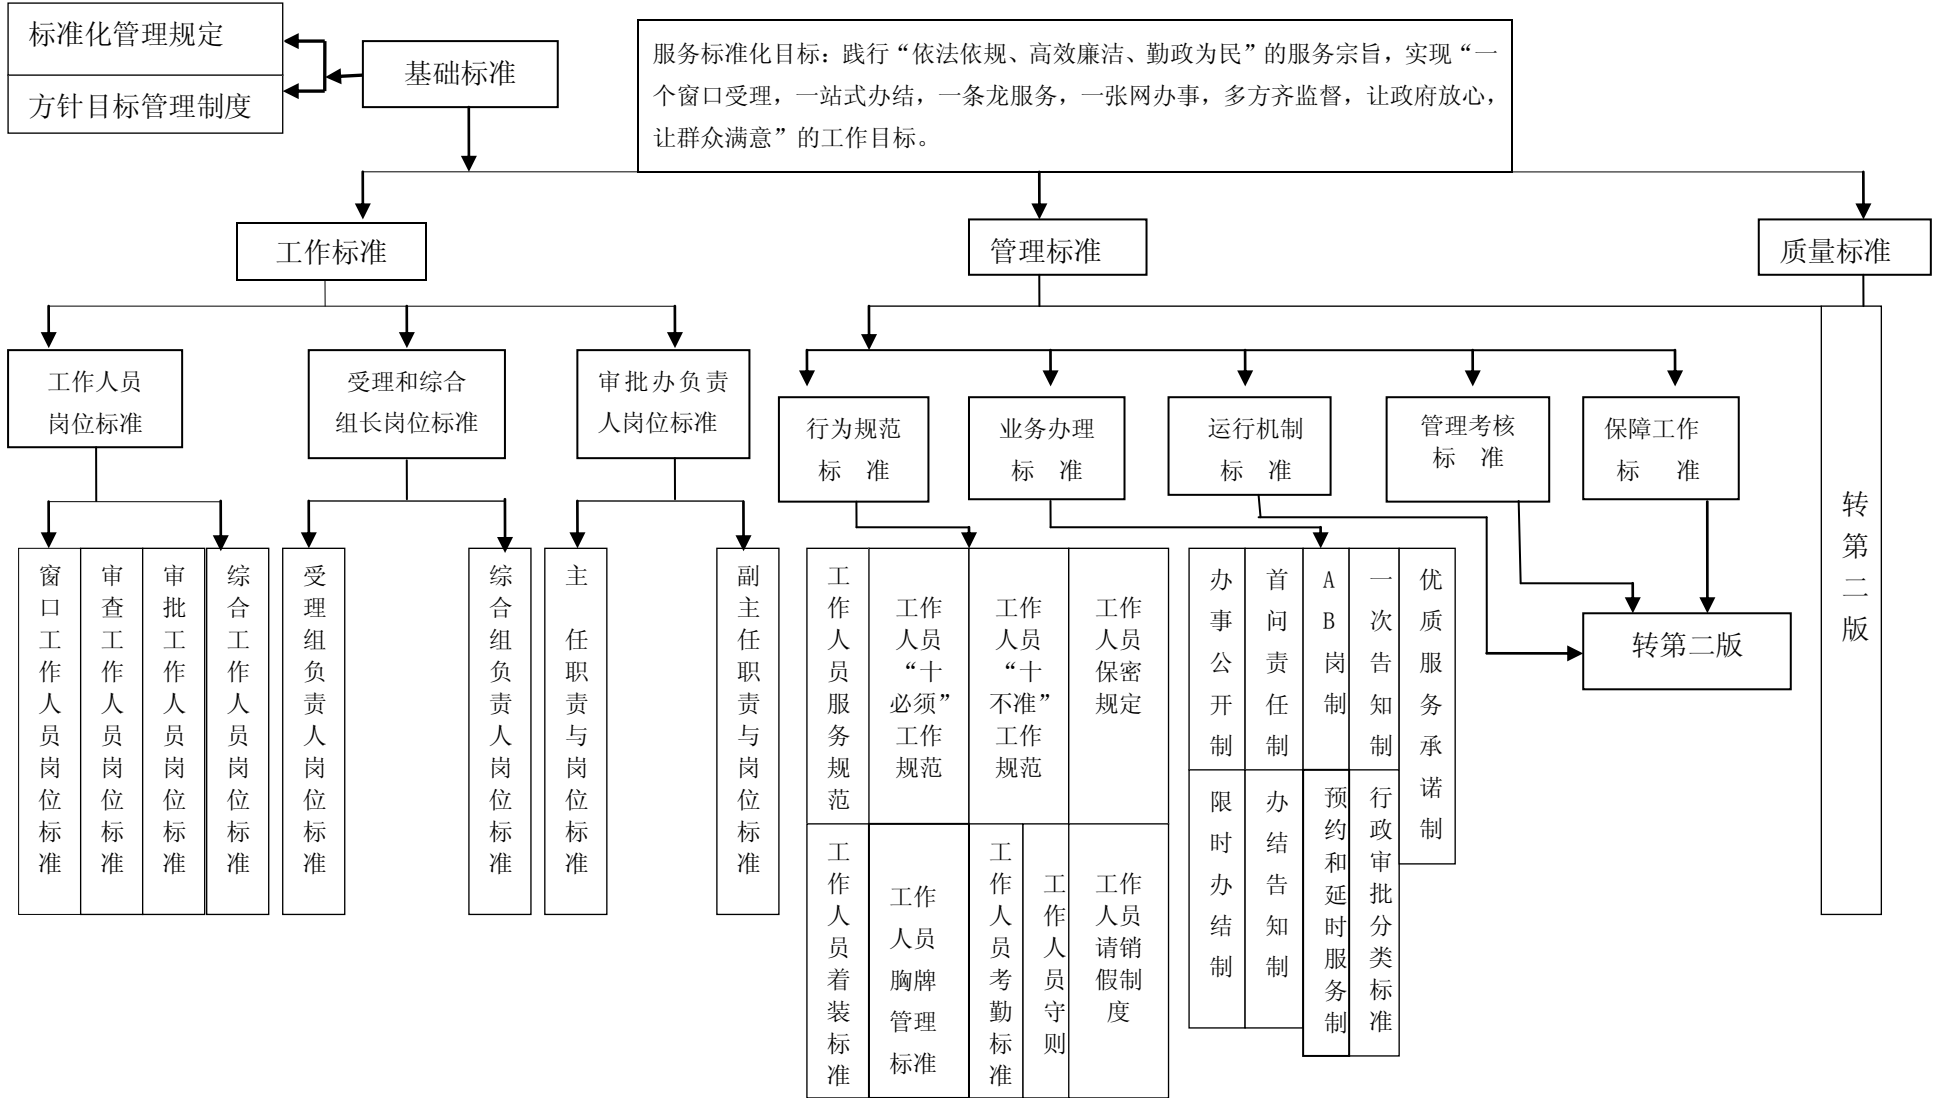 标准化管理规定
方针目标管理制度
基础标准
服务标准化目标：践行“依法依规、高效廉洁、勤政为民”的服务宗旨，实现“一
个窗口受理，一站式办结，一条龙服务，一张网办事，多方齐监督，让政府放心，
让群众满意”的工作目标。
工作标准
管理标准
质量标准
工作人员
岗位标准
受理和综合
组长岗位标准
审批办负责
人岗位标准
行为规范
标 准
业务办理
标 准
运行机制
标 准
管理考核
标 准
保障工作
标 准
窗口工作人员岗位标准
审查工作人员岗位标准
审批工作人员岗位标准
综合工作人员岗位标准
受理组负责人岗位标准
综合组负责人岗位标准
主 任职责与岗位标准
副主任职责与岗位标准
工作人员服务规范
工作
人员
“十
必须”
工作
规范
工作
人员
“十
不准”
工作
规范
工作
人员
保密
规定
工作人员着装标准
工作
人员
胸牌
管理
标准
工作人员考勤标准
工作人员守则
工作
人员
请销
假制
度
办事公开制
首问责任制
AB岗制
一次告知制
优质服务承诺制
限时办结制
办结告知制
预约和延时服务制
行政审批分类标准
转第二版
转第二版